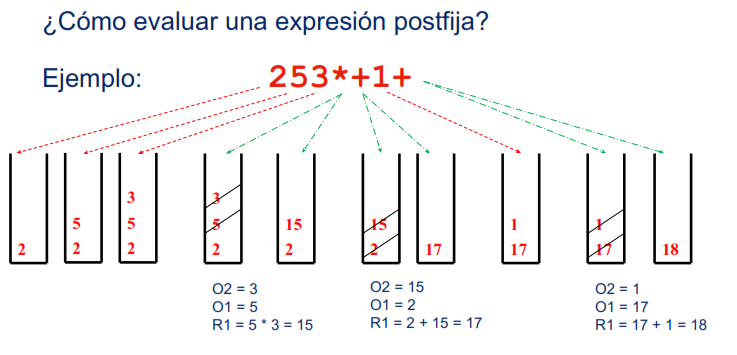 ¿Cómo evaluar una expresión postfija?
Ejemplo: 253*+1+
3 3
5 5 5 15 15 1 1
2 2 2 2 2 2 17 17 17 18
O2 = 3
O1 = 5
R1 = 5 * 3 = 15
O2 = 15
O1 = 2
R1 = 2 + 15 = 17
O2 = 1
O1 = 17
R1 = 17 + 1 = 18